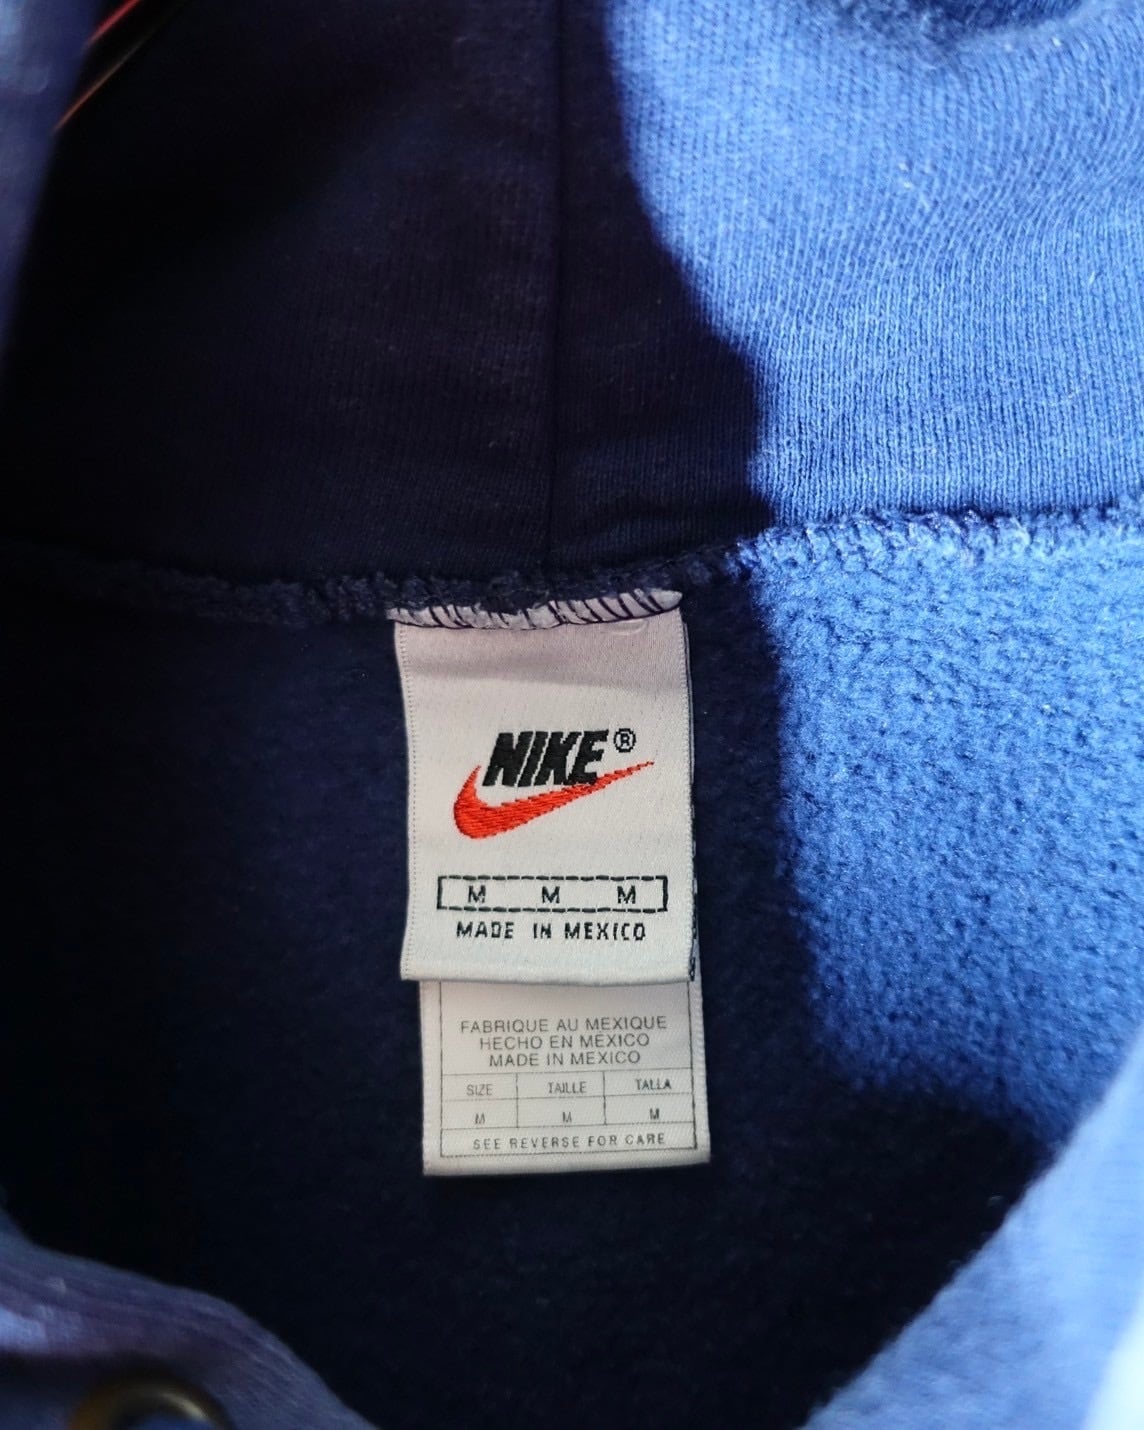 NIKE®
M M M
MADE IN MEXICO
FABRIQUE AU MEXIQUE
HECHO EN MEXICO
MADE IN MEXICO
SIZE TAILLE TALLA
M M M
SEE REVERSE FOR CARE